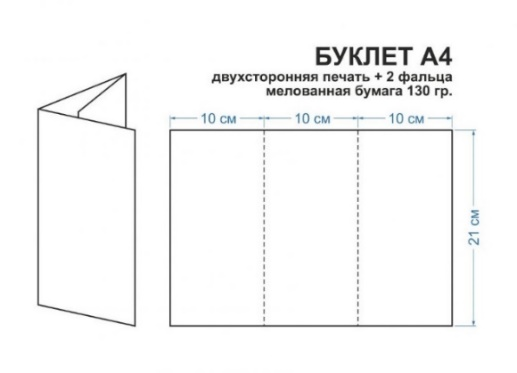 БУКЛЕТ А4
двухсторонняя печать + 2 фальца
мелованная бумага 130 гр.
10 см 10 см 10 см
21 см